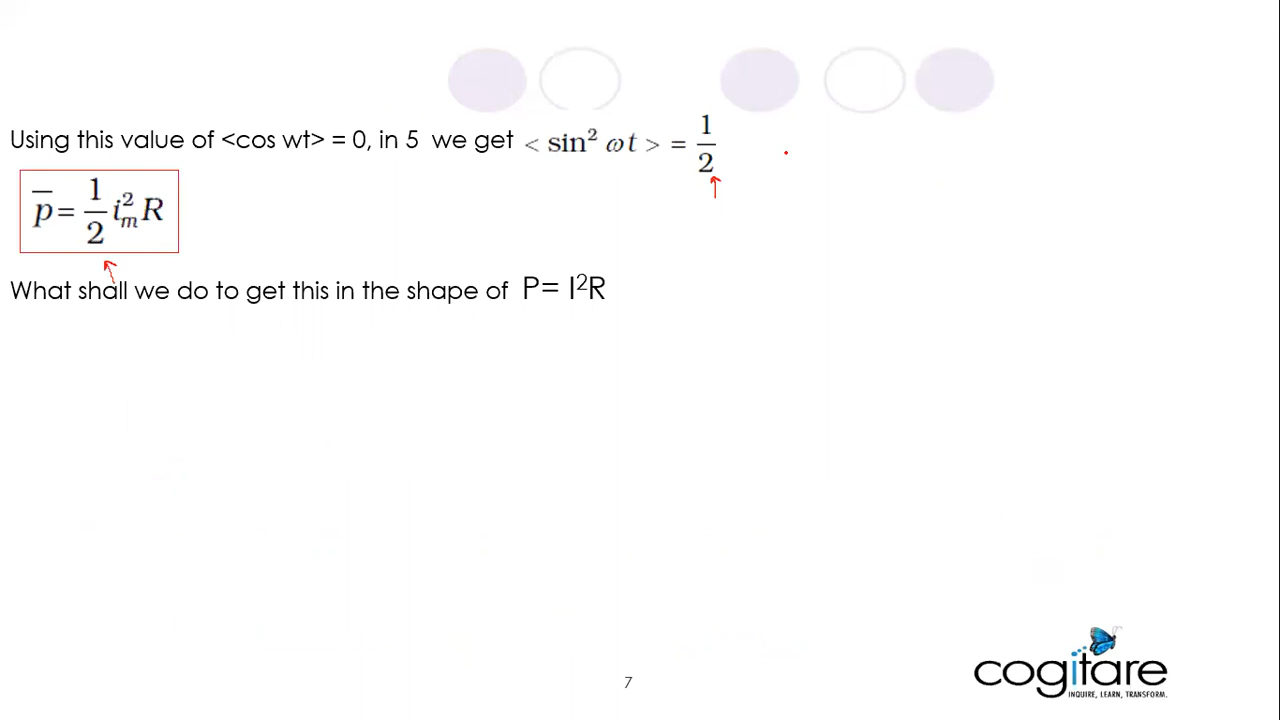 Using this value of <cos wt> = 0, in 5 we get < sin² ωt > = 1/2
p̅ = 1/2 i²ₘ R
What shall we do to get this in the shape of P= I²R
cogitare
INQUIRE, LEARN, TRANSFORM.
7